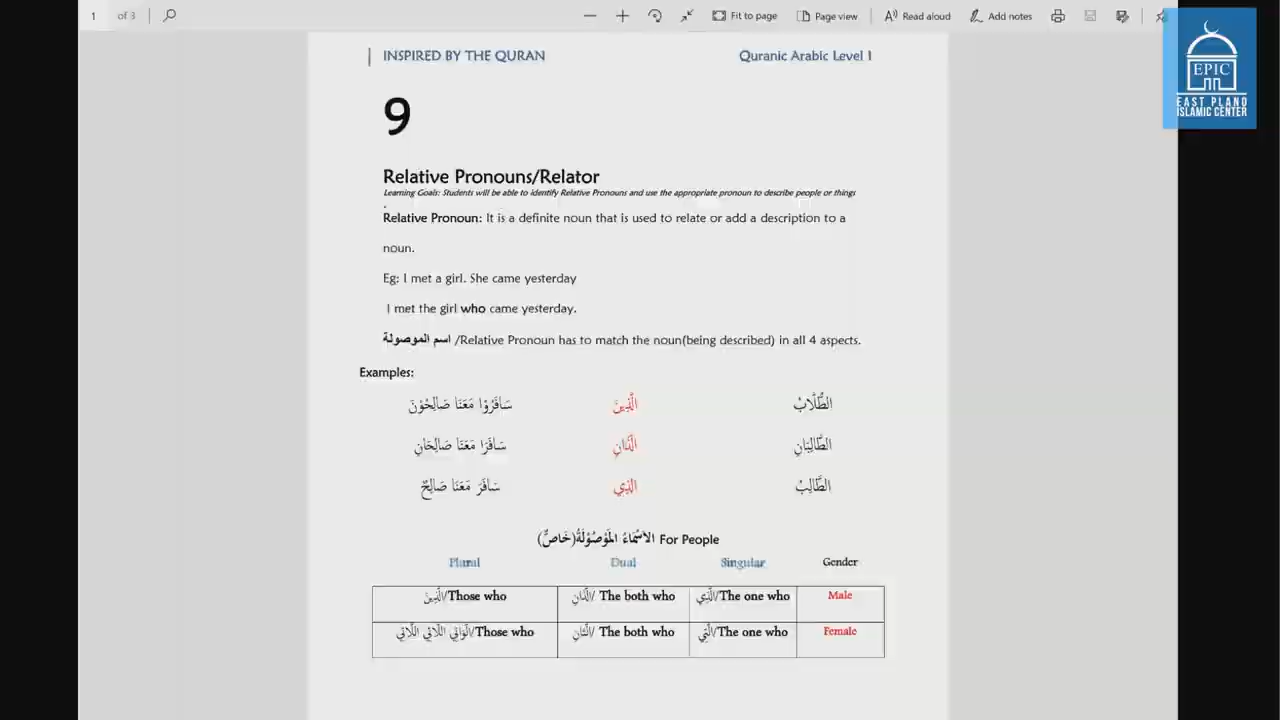 1 of 3 Fit to page Page view Read aloud Add notes
EPIC
EAST PLANO
ISLAMIC CENTER
INSPIRED BY THE QURAN Quranic Arabic Level 1
9
Relative Pronouns/Relator
Learning Goals: Students will be able to identify Relative Pronouns and use the appropriate pronoun to describe people or things
.
Relative Pronoun: It is a definite noun that is used to relate or add a description to a
noun.
Eg: I met a girl. She came yesterday
I met the girl who came yesterday.
اسم الموصولة /Relative Pronoun has to match the noun(being described) in all 4 aspects.
Examples:
الطُّلَّابُ الَّذِينَ سَافَرُوْا مَعَنَا صَالِحُوْنَ
الطَّالِبَانِ الَّذَانِ سَافَرَا مَعَنَا صَالِحَانِ
الطَّالِبُ الَّذِي سَافَرَ مَعَنَا صَالِحٌ
الأَسْمَاءُ المَوْصُوْلَةُ(خَاصٌّ) For People
Plural Dual Singular Gender
الَّذِينَ/Those who الَّذَانِ/ The both who الَّذِي/The one who Male
الَّوَاتِي اللَّائِي اللَّاتِي/Those who الَّتَانِ/ The both who الَّتِي/The one who Female